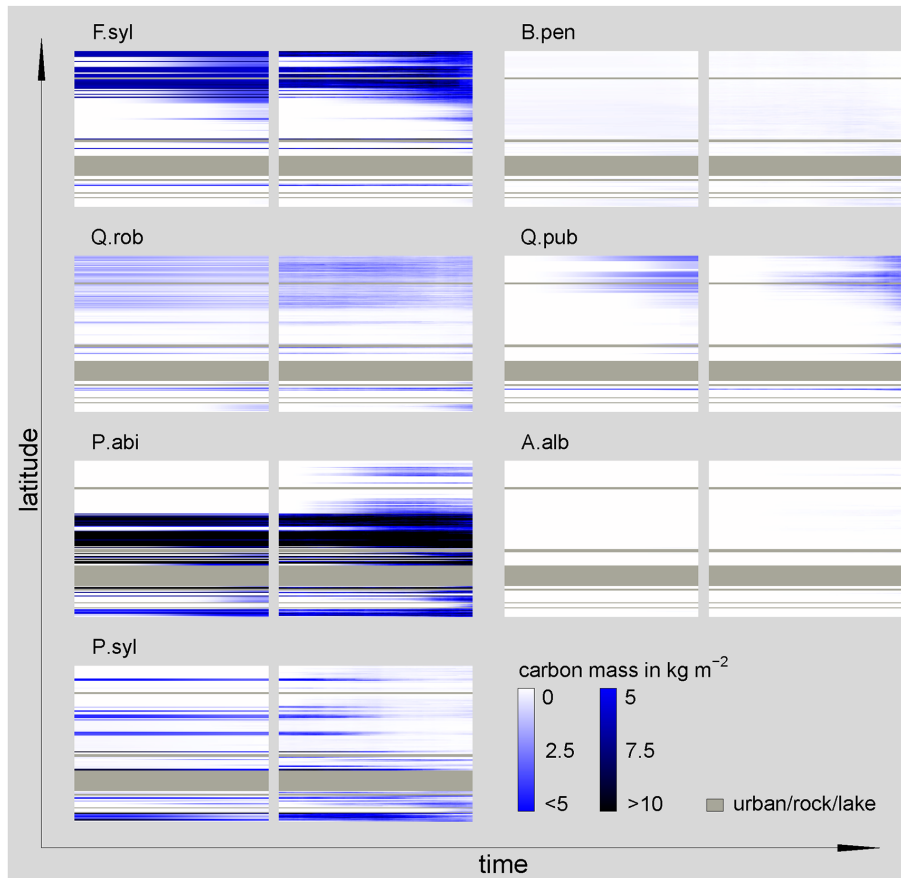 F.syl
B.pen
Q.rob
Q.pub
P.abi
A.alb
P.syl
carbon mass in kg m⁻²
0
5
2.5
7.5
<5
>10
urban/rock/lake
latitude
time